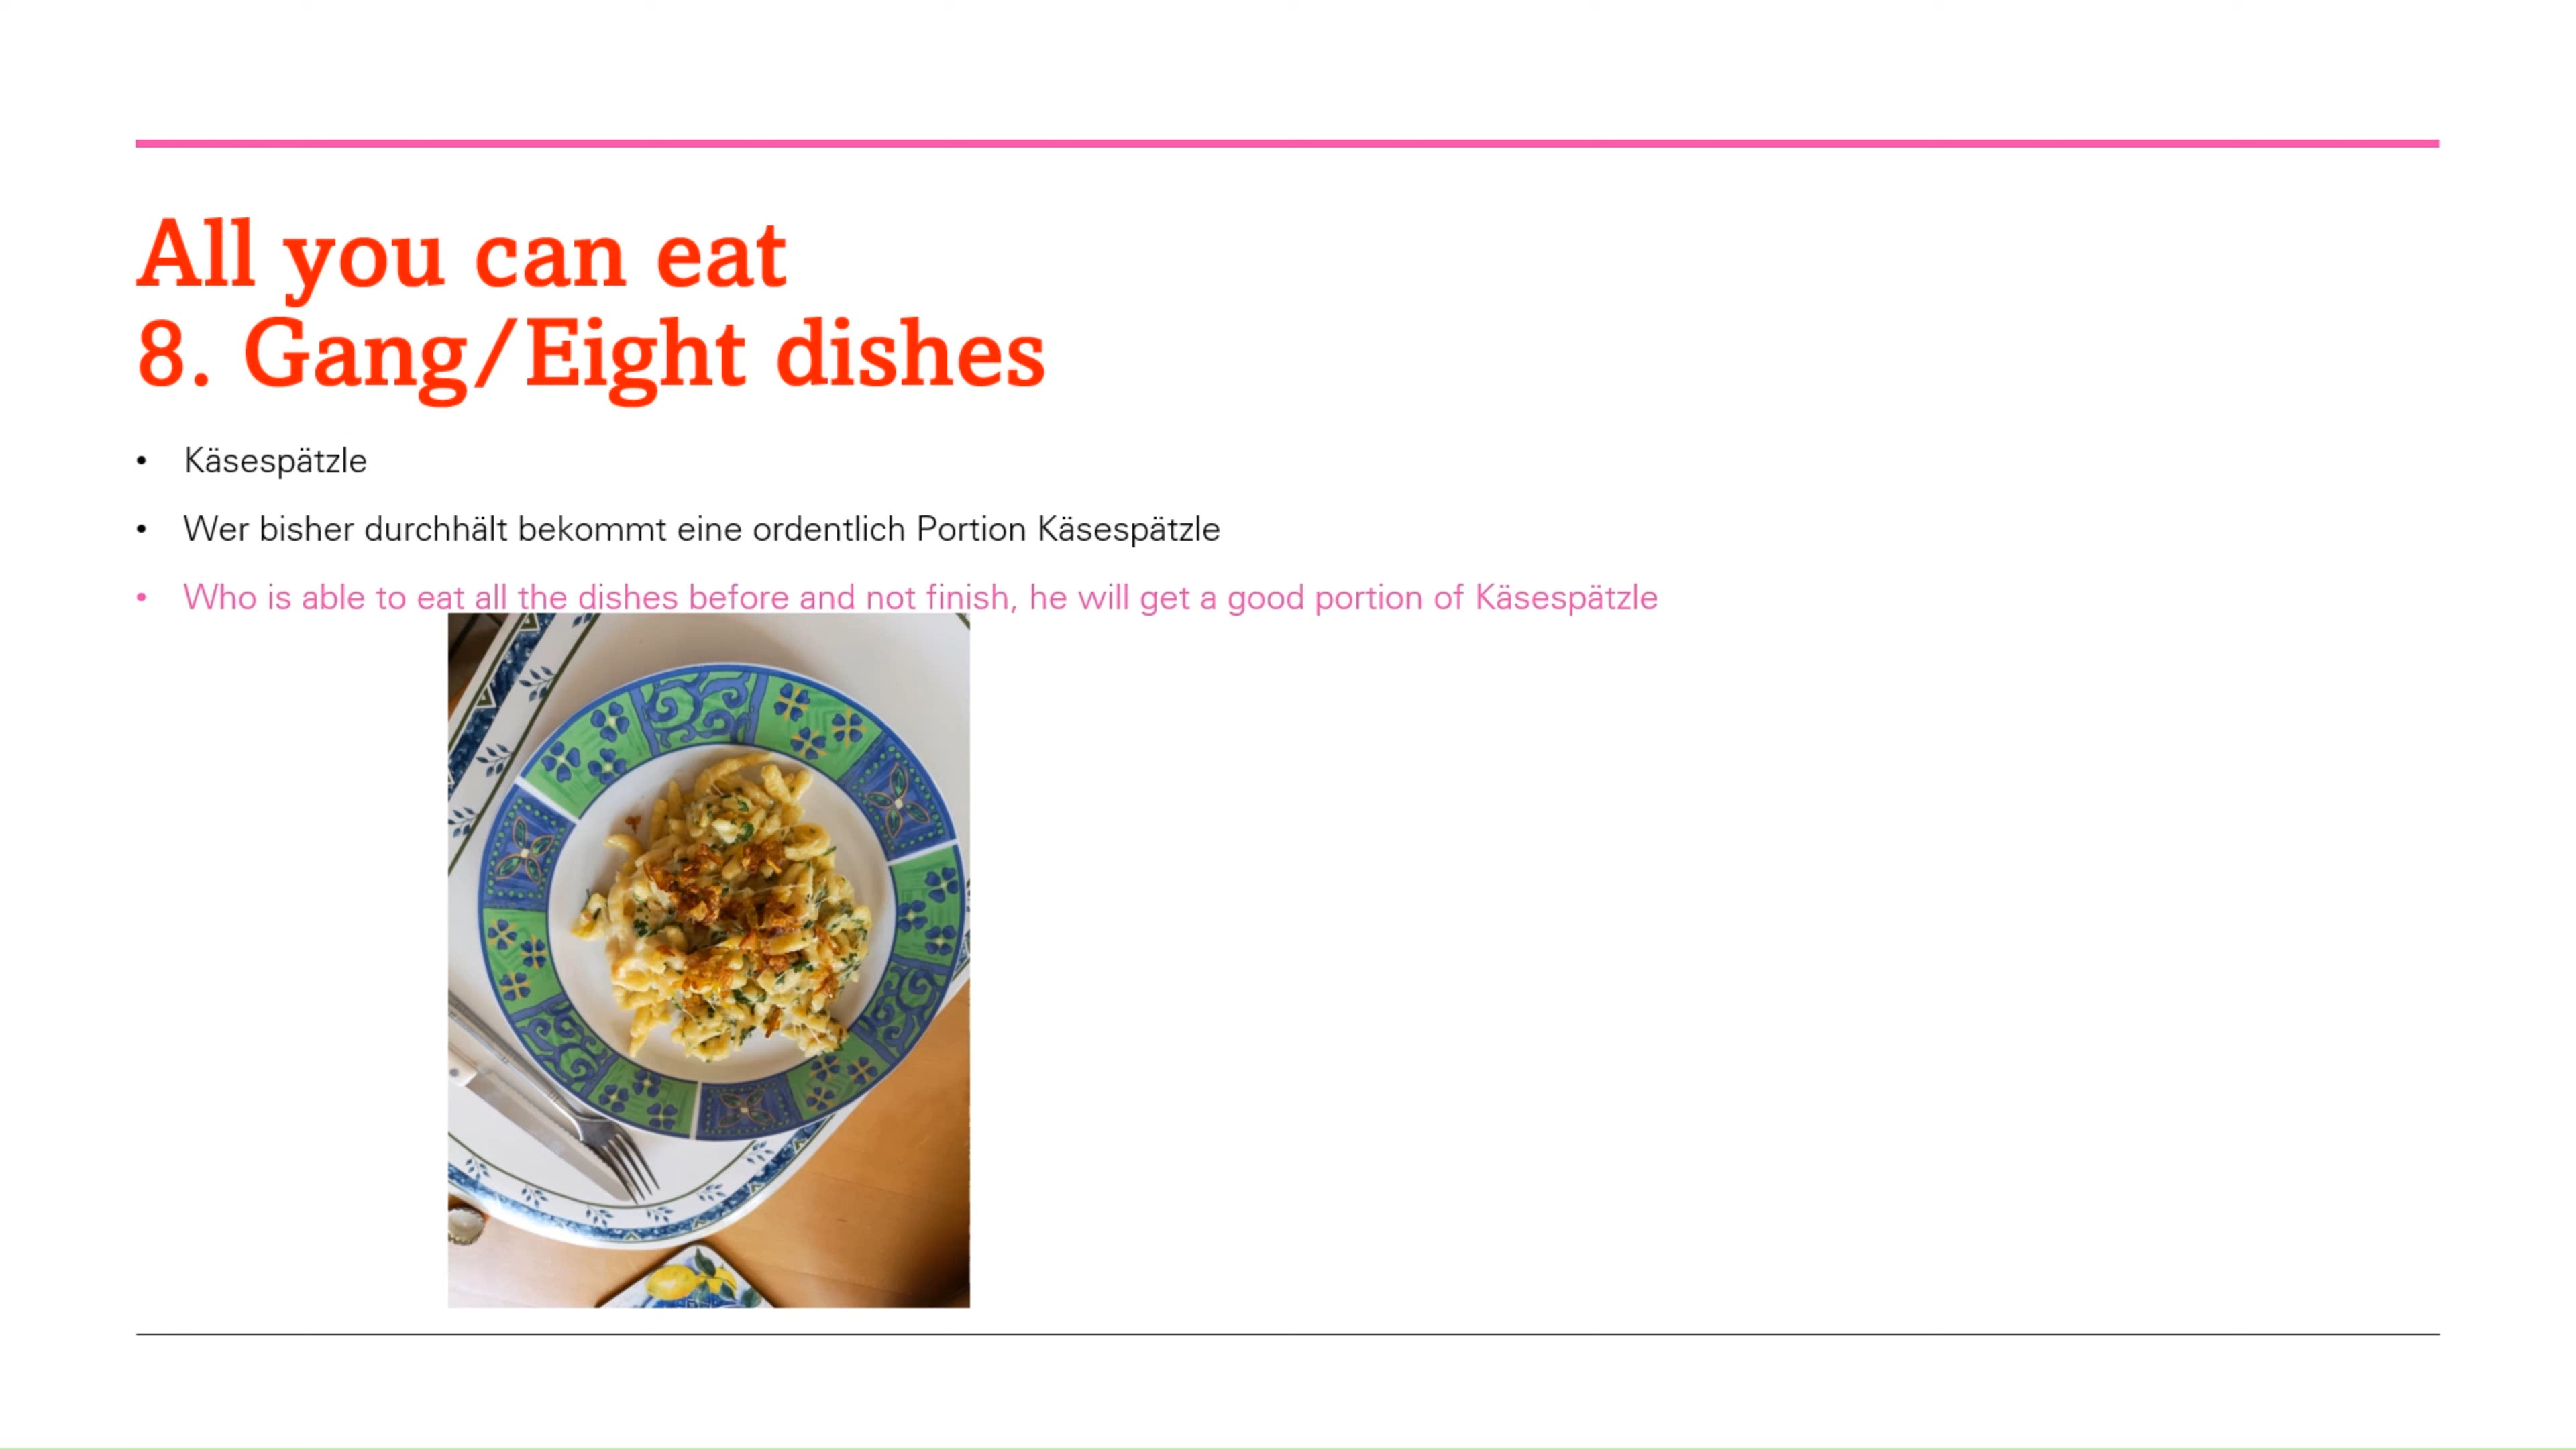 All you can eat
8. Gang/Eight dishes
• Käsespätzle
• Wer bisher durchhält bekommt eine ordentlich Portion Käsespätzle
• Who is able to eat all the dishes before and not finish, he will get a good portion of Käsespätzle